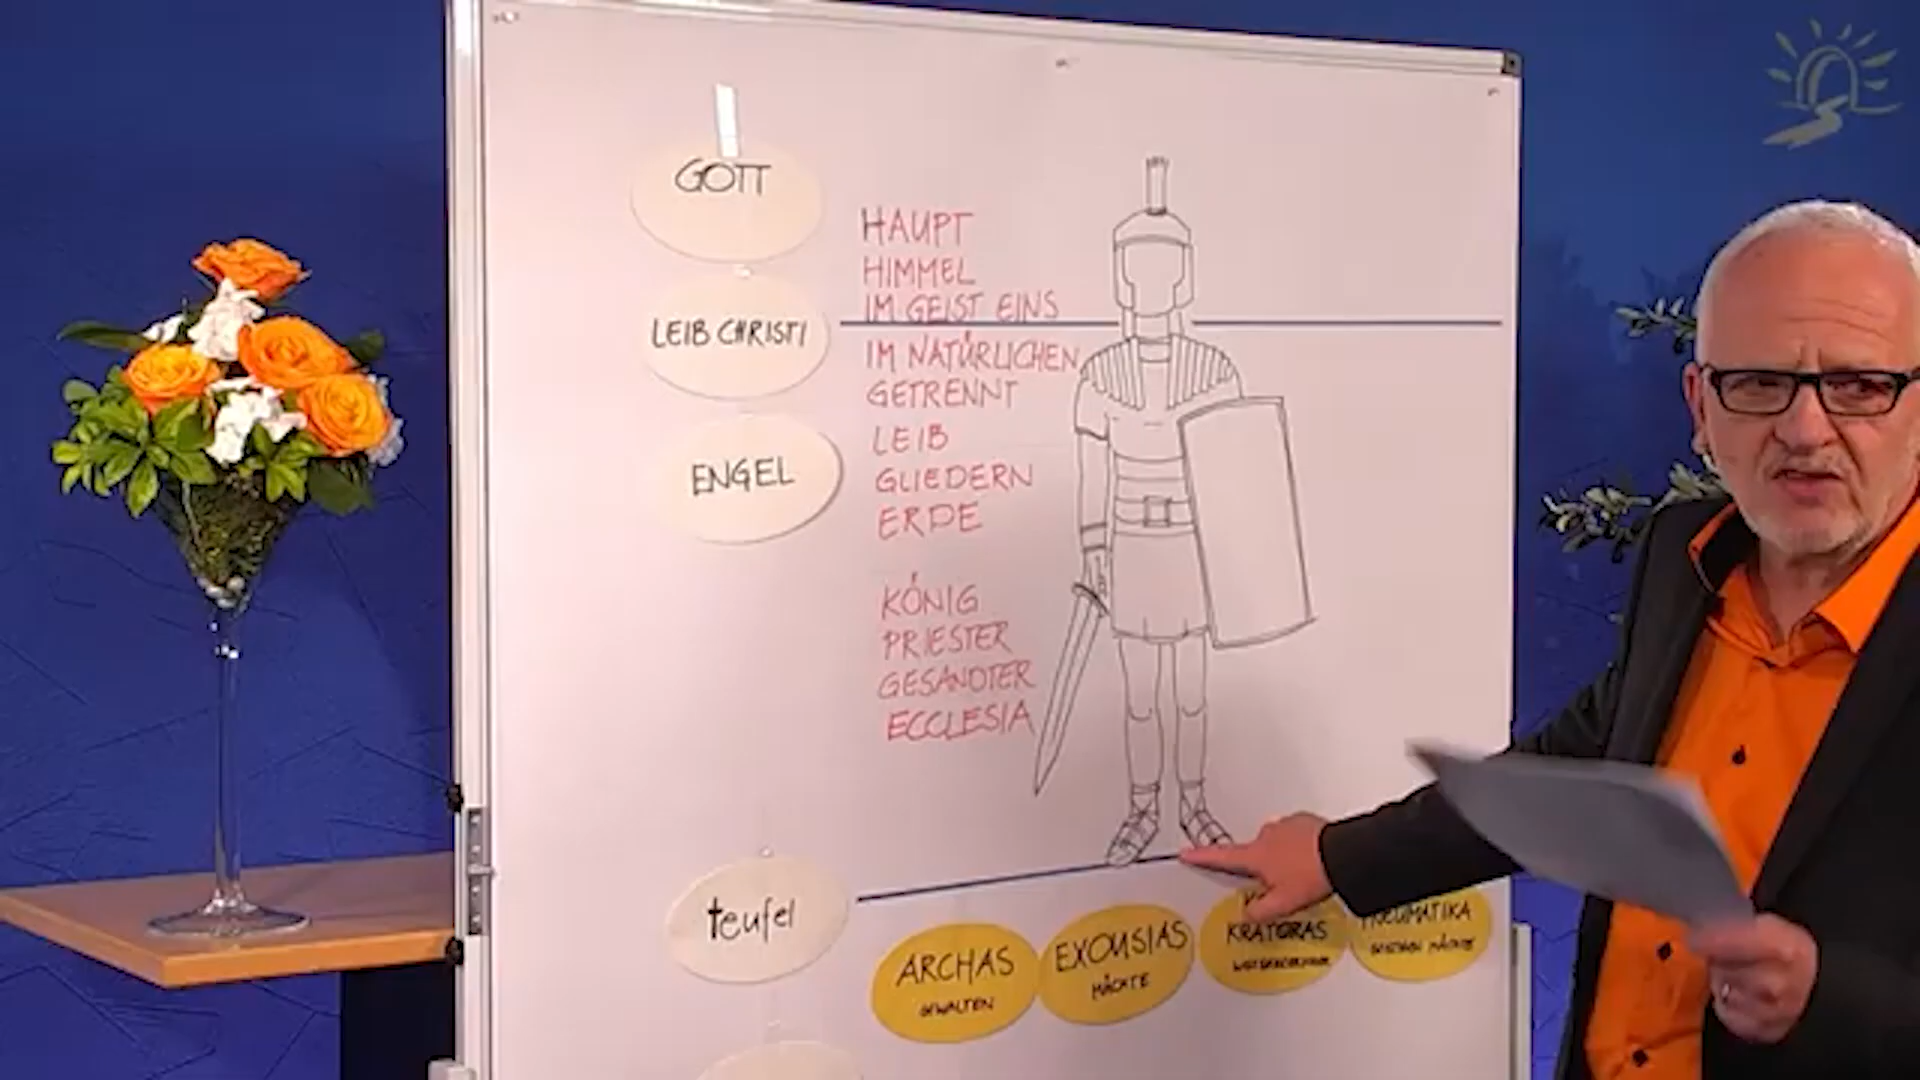 GOTT
HAUPT
HIMMEL
IM GEIST EINS
LEIB CHRISTI
IM NATÜRLICHEN
GETRENNT
LEIB
GLIEDERN
ERDE
ENGEL
KÖNIG
PRIESTER
GESANDTER
ECCLESIA
teufel
ARCHAS
GEWALTEN
EXOUSIAS
MÄCHTE
KRATORAS
PNEUMATIKA